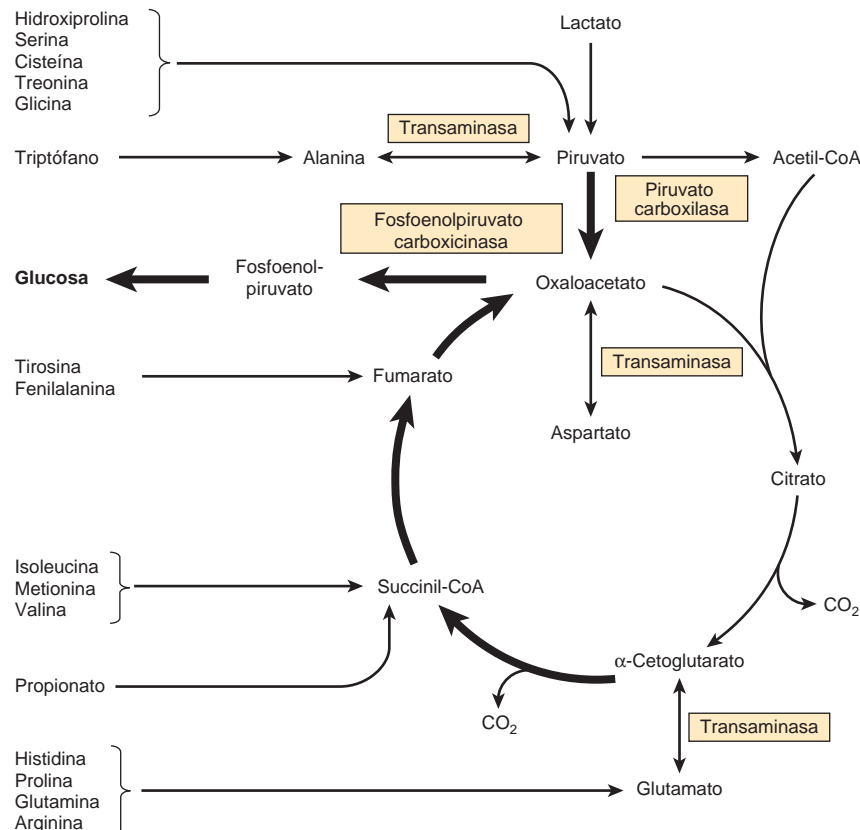 Hidroxiprolina
Serina
Cisteína
Treonina
Glicina
Lactato
Transaminasa
Triptófano
Alanina
Piruvato
Acetil-CoA
Piruvato
carboxilasa
Fosfoenolpiruvato
carboxicinasa
Glucosa
Fosfoenol-
piruvato
Oxaloacetato
Tirosina
Fenilalanina
Fumarato
Transaminasa
Aspartato
Citrato
Isoleucina
Metionina
Valina
Succinil-CoA
CO₂
α-Cetoglutarato
Propionato
CO₂
Transaminasa
Histidina
Prolina
Glutamina
Arginina
Glutamato